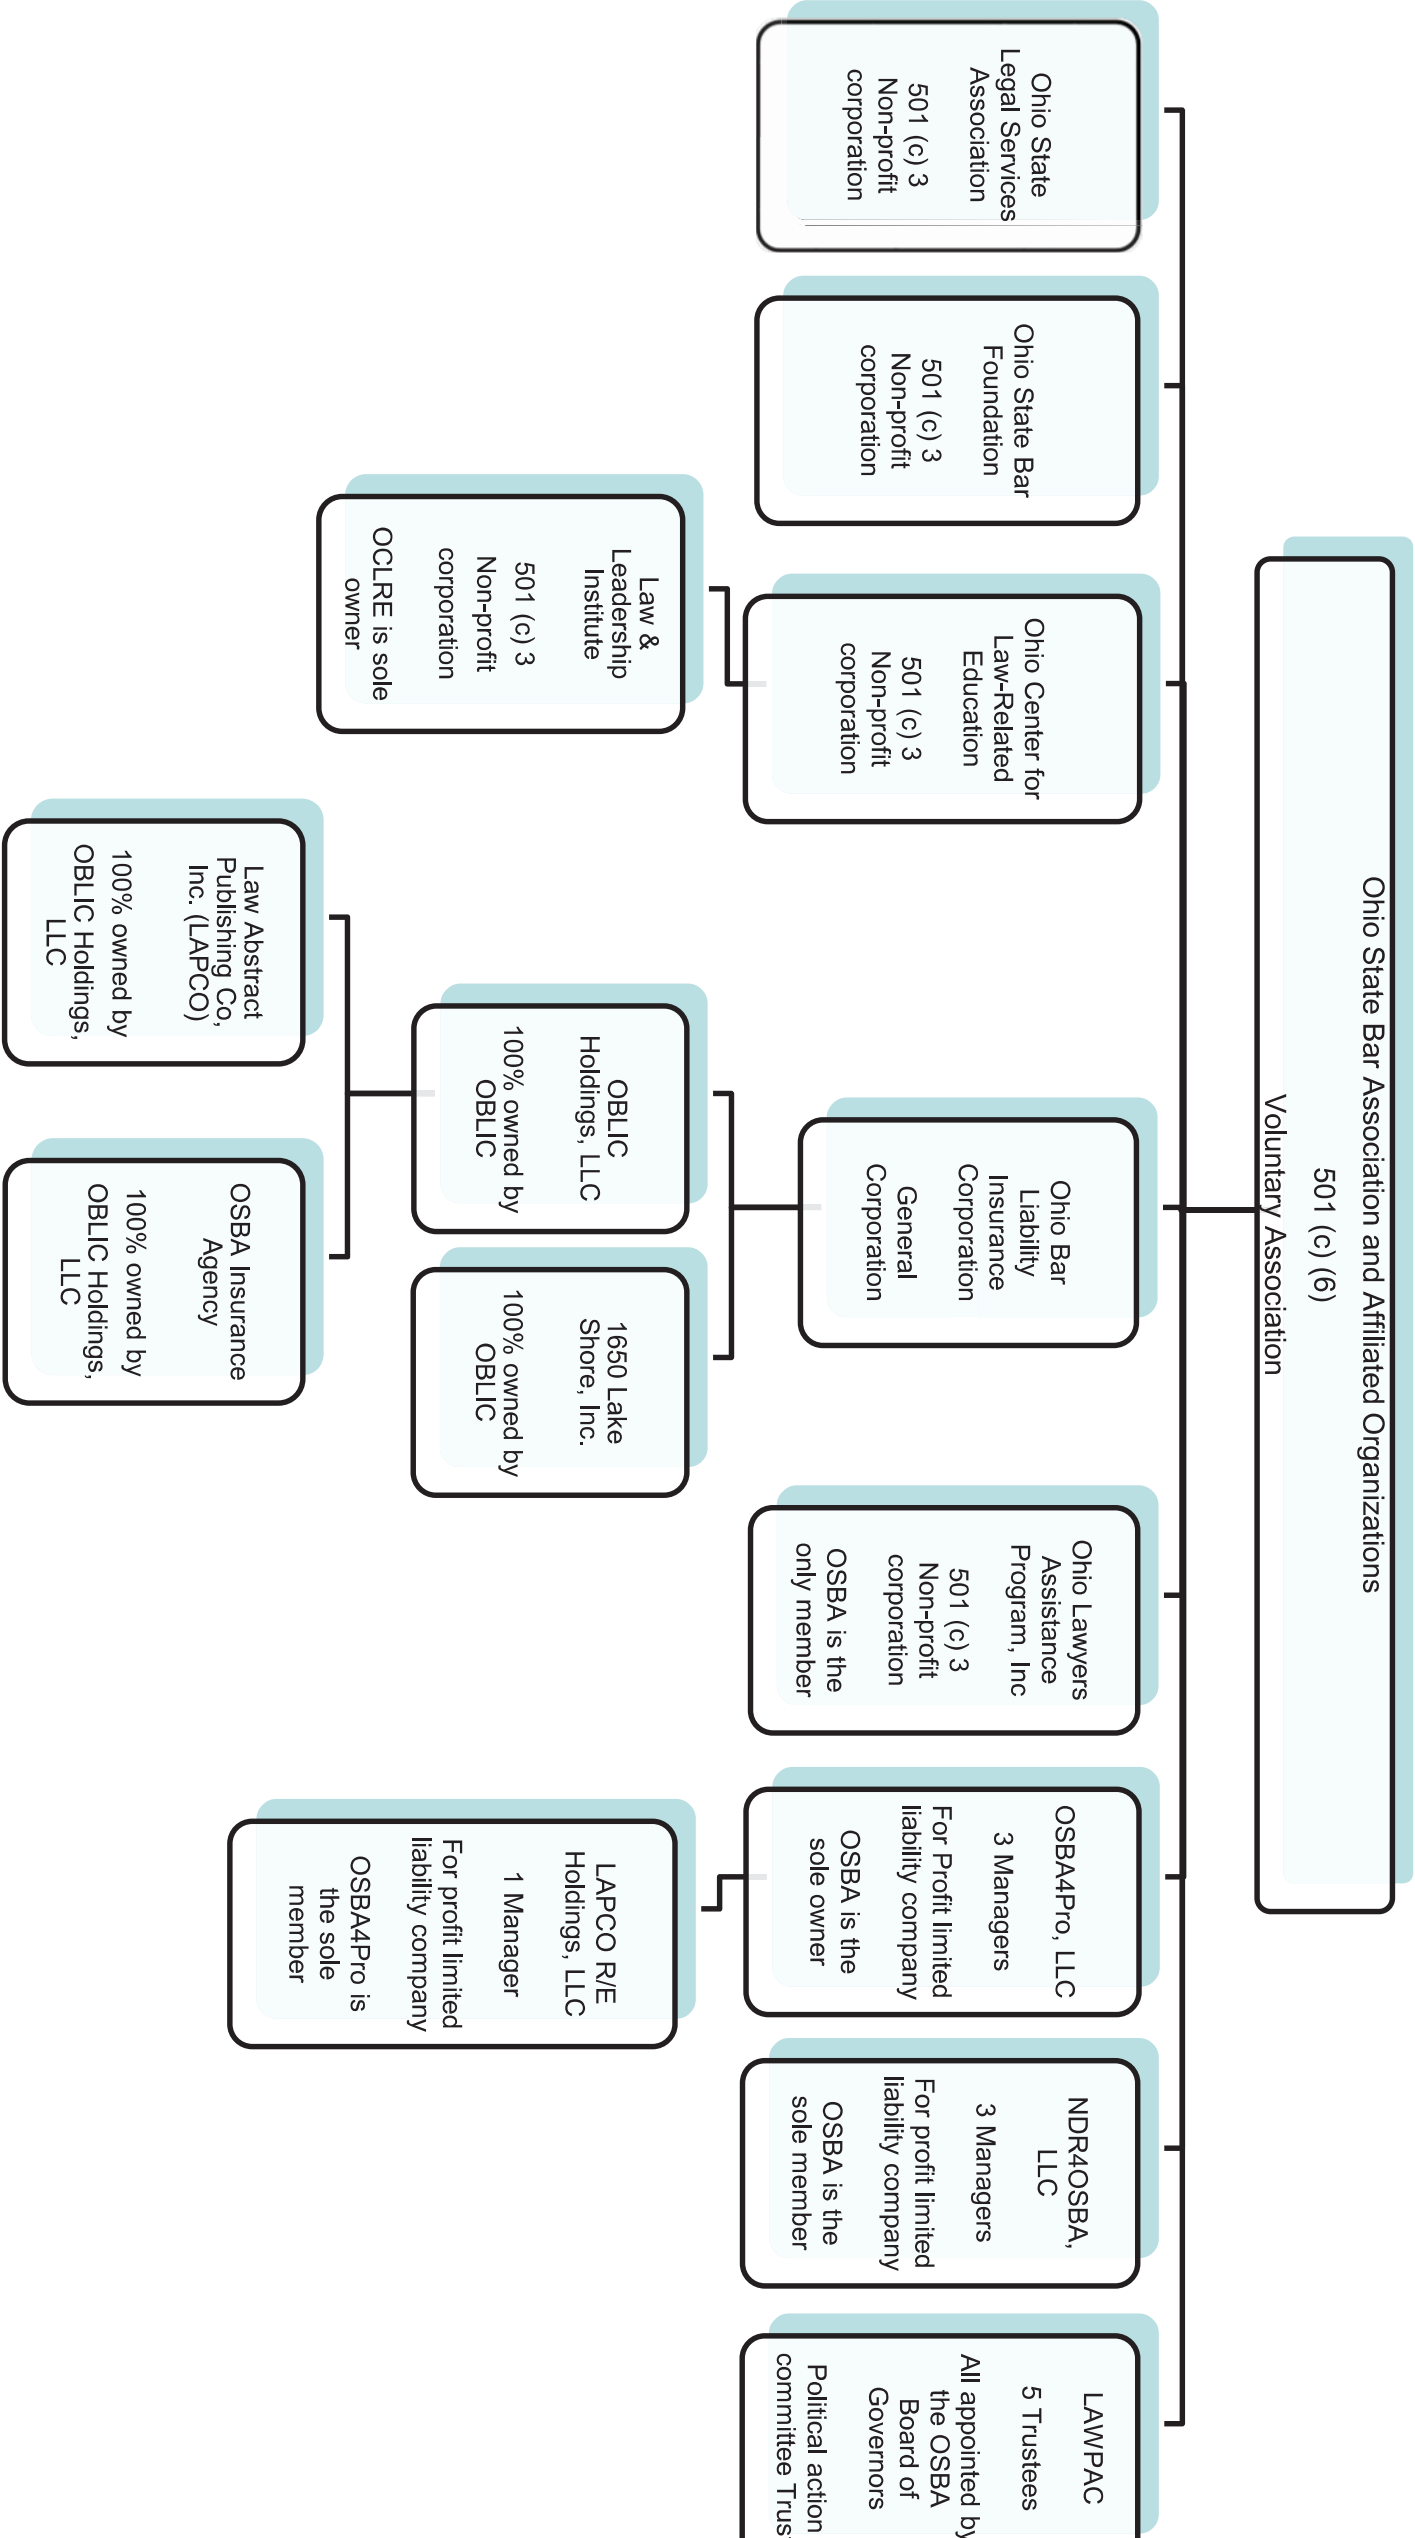 Ohio State Bar Association and Affiliated Organizations
501 (c) (6)
Voluntary Association
Ohio State
Legal Services
Association
501 (c) 3
Non-profit
corporation
Ohio State Bar
Foundation
501 (c) 3
Non-profit
corporation
Ohio Center for
Law-Related
Education
501 (c) 3
Non-profit
corporation
Ohio Bar
Liability
Insurance
Corporation
General
Corporation
Ohio Lawyers
Assistance
Program, Inc
501 (c) 3
Non-profit
corporation
OSBA is the
only member
OSBA4Pro, LLC
3 Managers
For Profit limited
liability company
OSBA is the
sole owner
NDR4OSBA,
LLC
3 Managers
For profit limited
liability company
OSBA is the
sole member
LAWPAC
5 Trustees
All appointed by
the OSBA
Board of
Governors
Political action
committee Trust
Law &
Leadership
Institute
501 (c) 3
Non-profit
corporation
OCLRE is sole
owner
OBLIC
Holdings, LLC
100% owned by
OBLIC
1650 Lake
Shore, Inc.
100% owned by
OBLIC
LAPCO R/E
Holdings, LLC
1 Manager
For profit limited
liability company
OSBA4Pro is
the sole
member
Law Abstract
Publishing Co,
Inc. (LAPCO)
100% owned by
OBLIC Holdings,
LLC
OSBA Insurance
Agency
100% owned by
OBLIC Holdings,
LLC